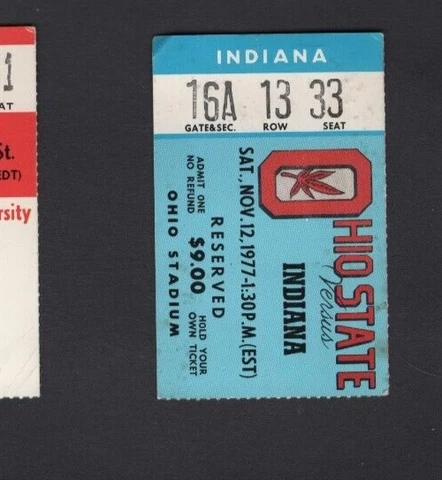 1
AT
St.
EDT)
rsity
INDIANA
16A 13 33
GATE&SEC. ROW SEAT
OHIO STATE
Versus
INDIANA
SAT., NOV. 12, 1977-1:30 P.M. (EST)
RESERVED
ADMIT ONE
NO REFUND
$9.00
HOLD YOUR
OWN TICKET
OHIO STADIUM